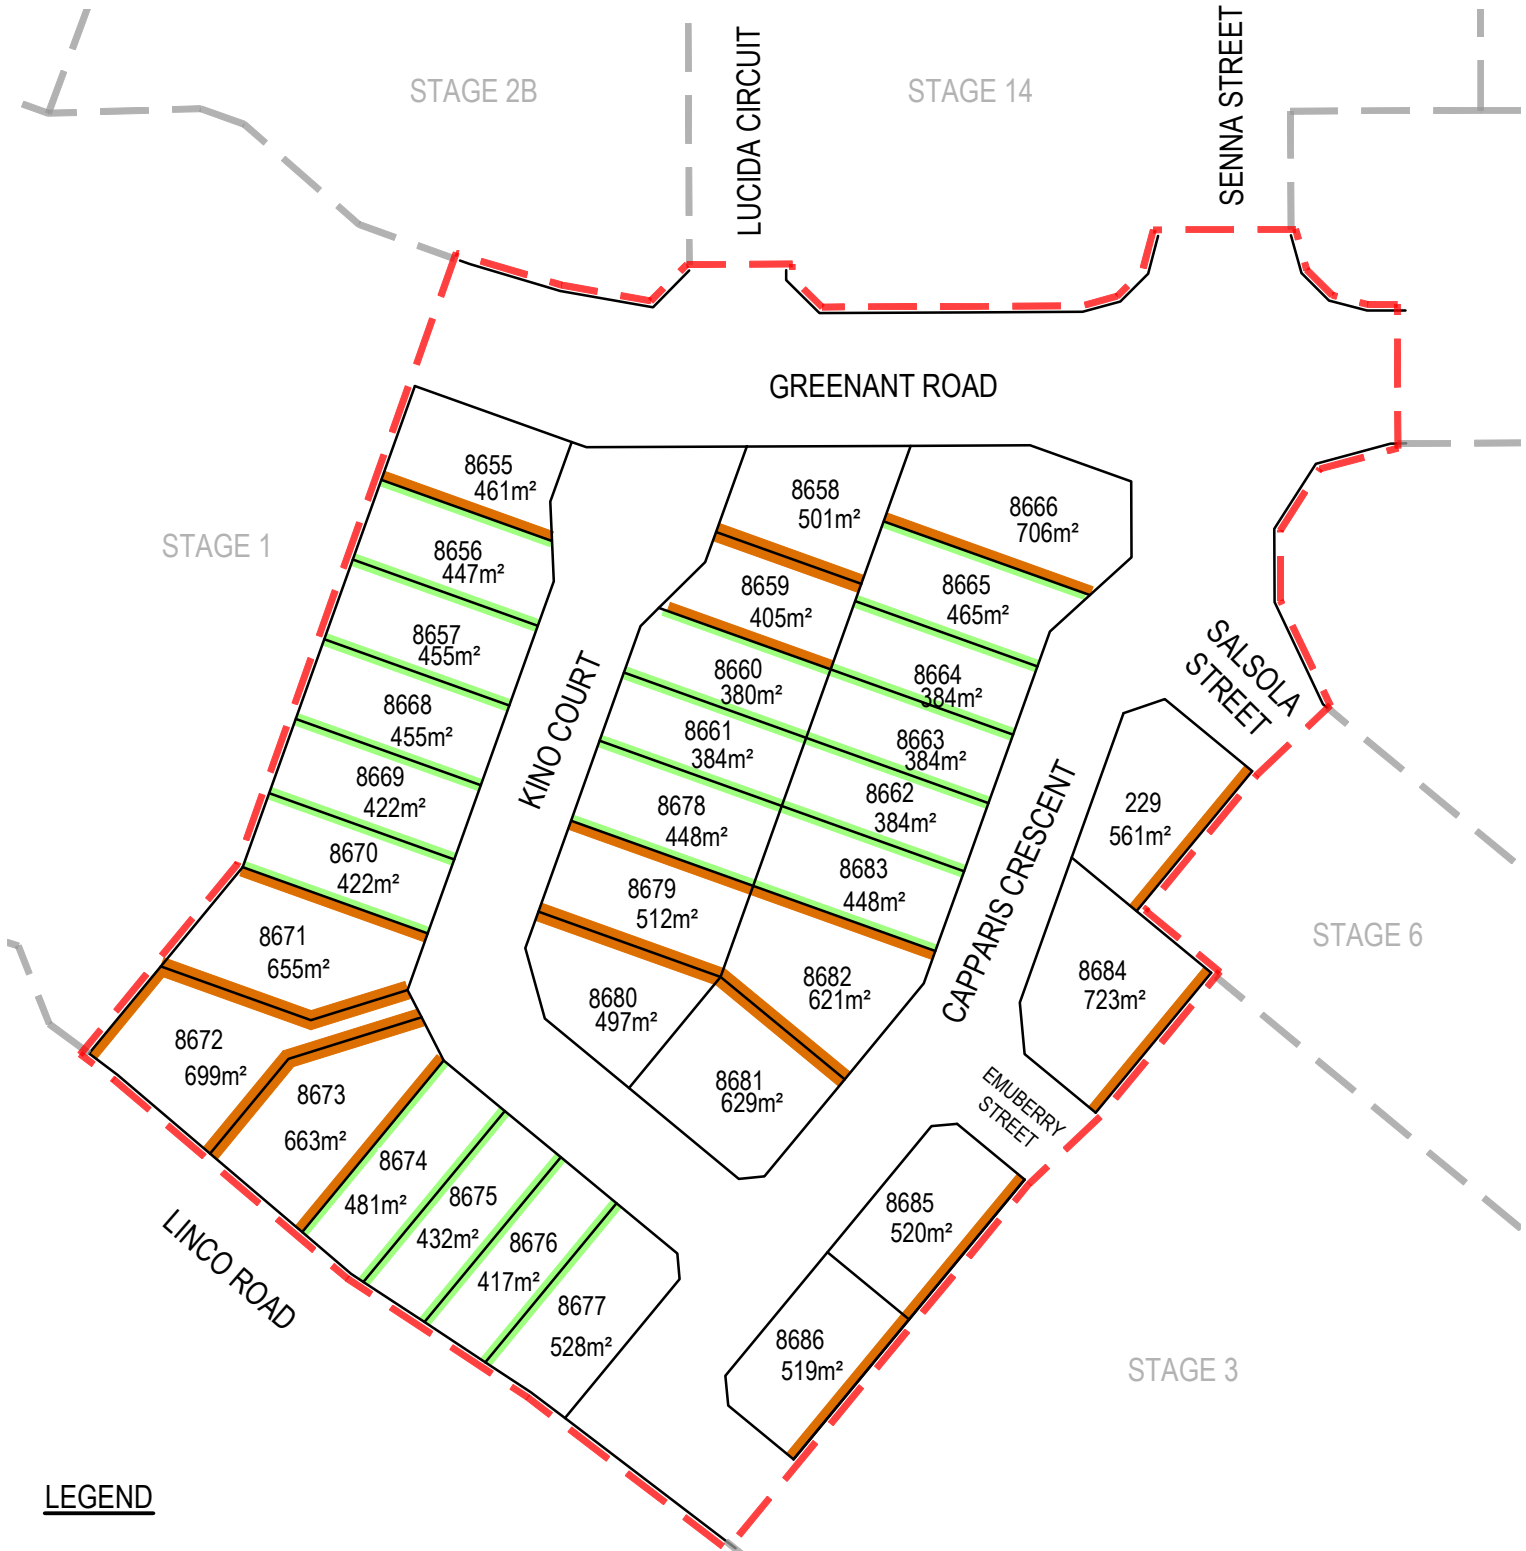 STAGE 2B
LUCIDA CIRCUIT
STAGE 14
SENNA STREET
GREENANT ROAD
STAGE 1
8655
461m²
8656
447m²
8657
455m²
8668
455m²
8669
422m²
8670
422m²
8671
655m²
8672
699m²
8673
663m²
8674
481m²
8675
432m²
8676
417m²
8677
528m²
KINO COURT
8658
501m²
8659
405m²
8660
380m²
8661
384m²
8678
448m²
8679
512m²
8680
497m²
8681
629m²
8666
706m²
8665
465m²
8664
384m²
8663
384m²
8662
384m²
8683
448m²
8682
621m²
CAPPARIS CRESCENT
SALSOLA
STREET
229
561m²
8684
723m²
STAGE 6
EMUBERRY
STREET
8685
520m²
8686
519m²
STAGE 3
LINCO ROAD
LEGEND